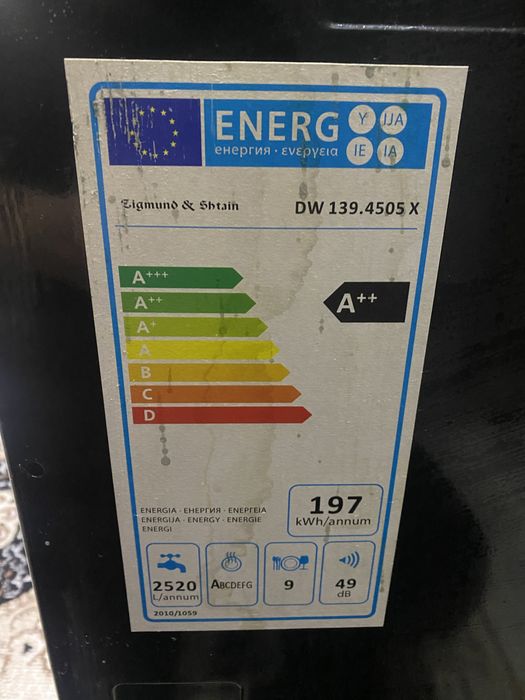 ENERG Y IJA
енергия · ενεργεια IE IA
Zigmund & Shtain DW 139.4505 X
A+++
A++ A++
A+
A
B
C
D
ENERGIA · ЕНЕРГИЯ · ΕΝΕΡΓΕΙΑ
ENERGIJA · ENERGY · ENERGIE
ENERGI
197
kWh/annum
2520 ABCDEFG 9 49
L/annum dB
2010/1059